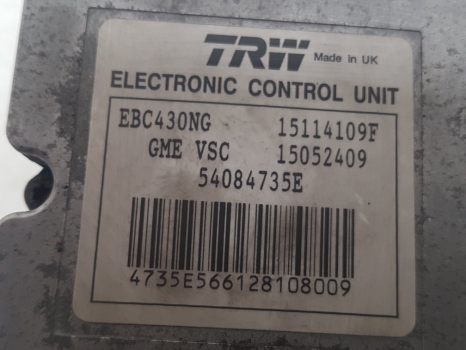 TRW Made in UK
ELECTRONIC CONTROL UNIT
EBC430NG 15114109F
GME VSC 15052409
54084735E
4735E566128108009